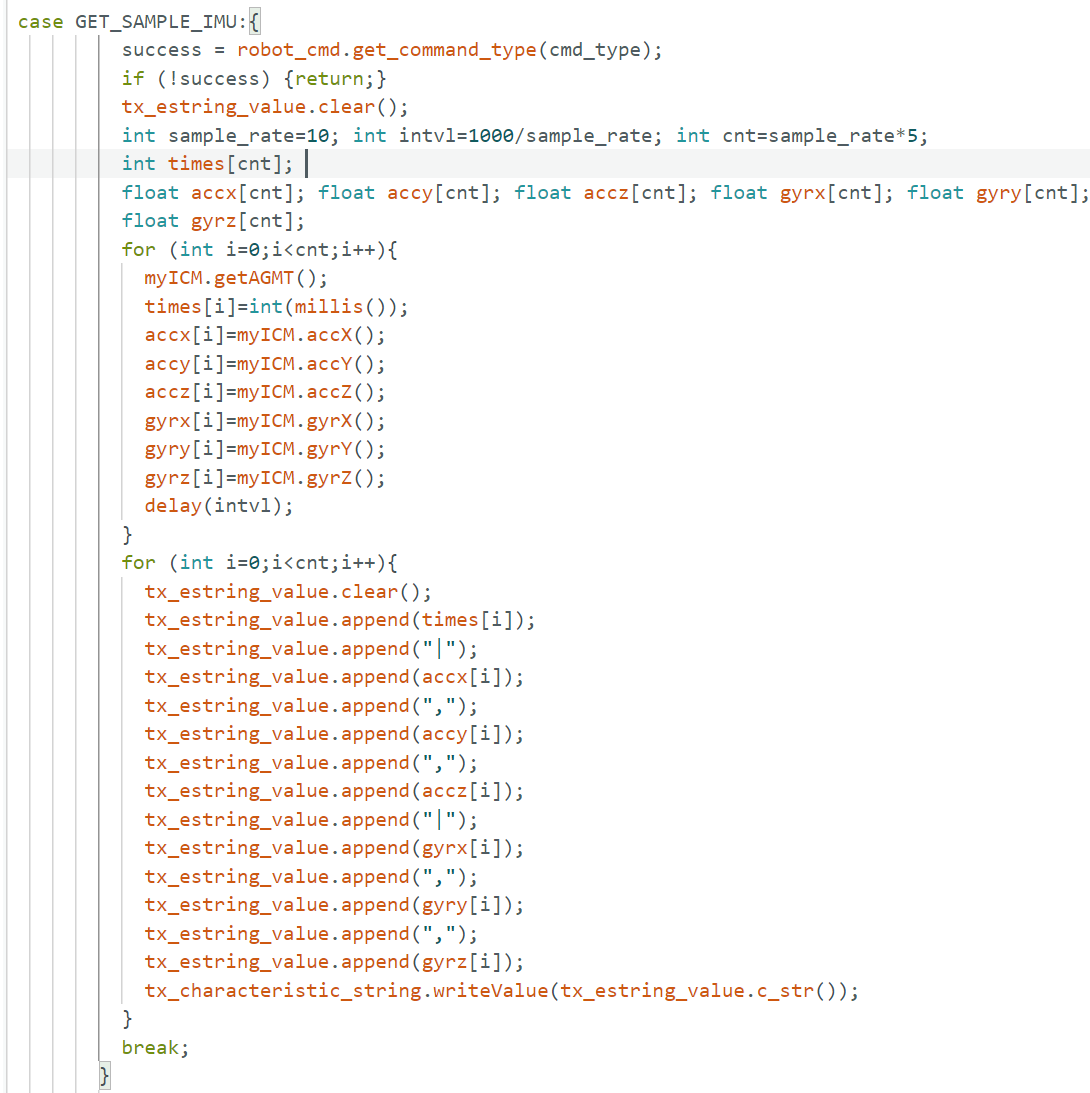 case GET_SAMPLE_IMU:{
success = robot_cmd.get_command_type(cmd_type);
if (!success) {return;}
tx_estring_value.clear();
int sample_rate=10; int intvl=1000/sample_rate; int cnt=sample_rate*5;
int times[cnt];
float accx[cnt]; float accy[cnt]; float accz[cnt]; float gyrx[cnt]; float gyry[cnt];
float gyrz[cnt];
for (int i=0;i<cnt;i++){
myICM.getAGMT();
times[i]=int(millis());
accx[i]=myICM.accX();
accy[i]=myICM.accY();
accz[i]=myICM.accZ();
gyrx[i]=myICM.gyrX();
gyry[i]=myICM.gyrY();
gyrz[i]=myICM.gyrZ();
delay(intvl);
}
for (int i=0;i<cnt;i++){
tx_estring_value.clear();
tx_estring_value.append(times[i]);
tx_estring_value.append("|");
tx_estring_value.append(accx[i]);
tx_estring_value.append(",");
tx_estring_value.append(accy[i]);
tx_estring_value.append(",");
tx_estring_value.append(accz[i]);
tx_estring_value.append("|");
tx_estring_value.append(gyrx[i]);
tx_estring_value.append(",");
tx_estring_value.append(gyry[i]);
tx_estring_value.append(",");
tx_estring_value.append(gyrz[i]);
tx_characteristic_string.writeValue(tx_estring_value.c_str());
}
break;
}